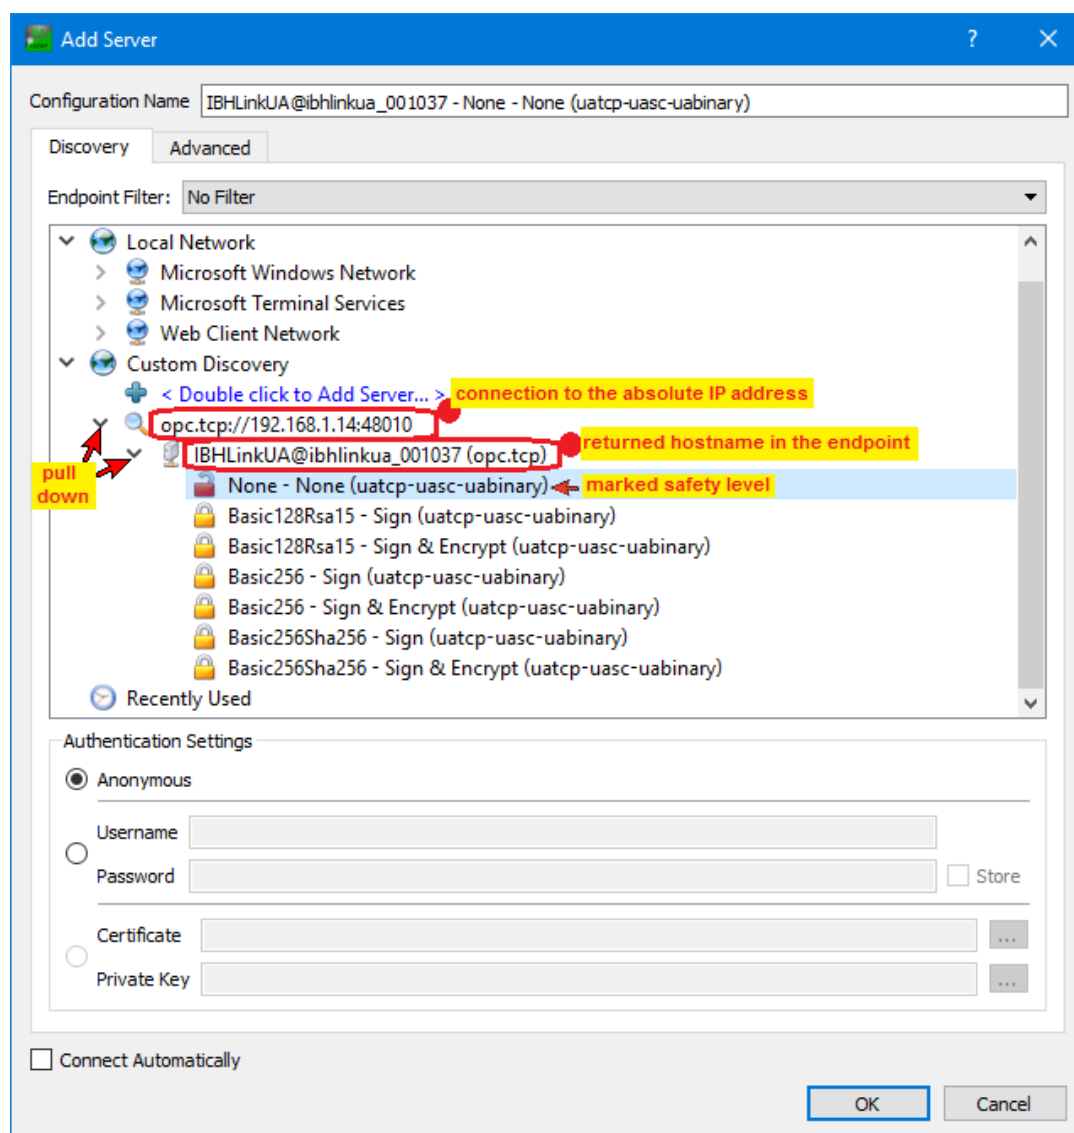 Add Server
?
Configuration Name IBHLinkUA@ibhlinkua_001037 - None - None (uatcp-uasc-uabinary)
Discovery Advanced
Endpoint Filter: No Filter
Local Network
Microsoft Windows Network
Microsoft Terminal Services
Web Client Network
Custom Discovery
< Double click to Add Server... > connection to the absolute IP address
opc.tcp://192.168.1.14:48010
IBHLinkUA@ibhlinkua_001037 (opc.tcp) returned hostname in the endpoint
pull
down
None - None (uatcp-uasc-uabinary) marked safety level
Basic128Rsa15 - Sign (uatcp-uasc-uabinary)
Basic128Rsa15 - Sign & Encrypt (uatcp-uasc-uabinary)
Basic256 - Sign (uatcp-uasc-uabinary)
Basic256 - Sign & Encrypt (uatcp-uasc-uabinary)
Basic256Sha256 - Sign (uatcp-uasc-uabinary)
Basic256Sha256 - Sign & Encrypt (uatcp-uasc-uabinary)
Recently Used
Authentication Settings
Anonymous
Username
Password Store
Certificate ...
Private Key ...
Connect Automatically
OK Cancel